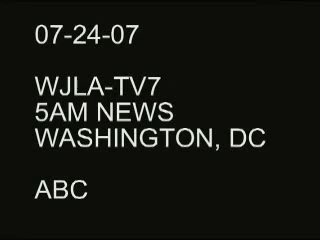 07-24-07
WJLA-TV7
5AM NEWS
WASHINGTON, DC
ABC